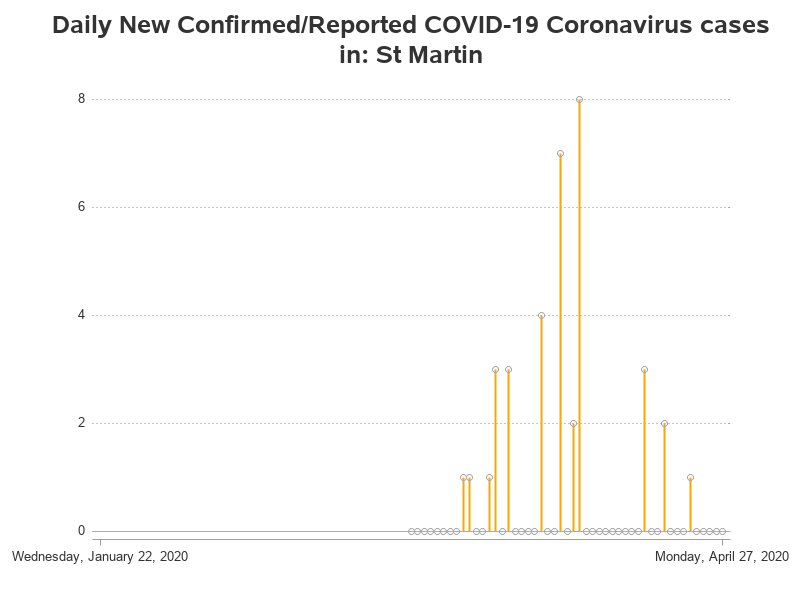 Daily New Confirmed/Reported COVID-19 Coronavirus cases
in: St Martin
8
6
4
2
0
Wednesday, January 22, 2020
Monday, April 27, 2020